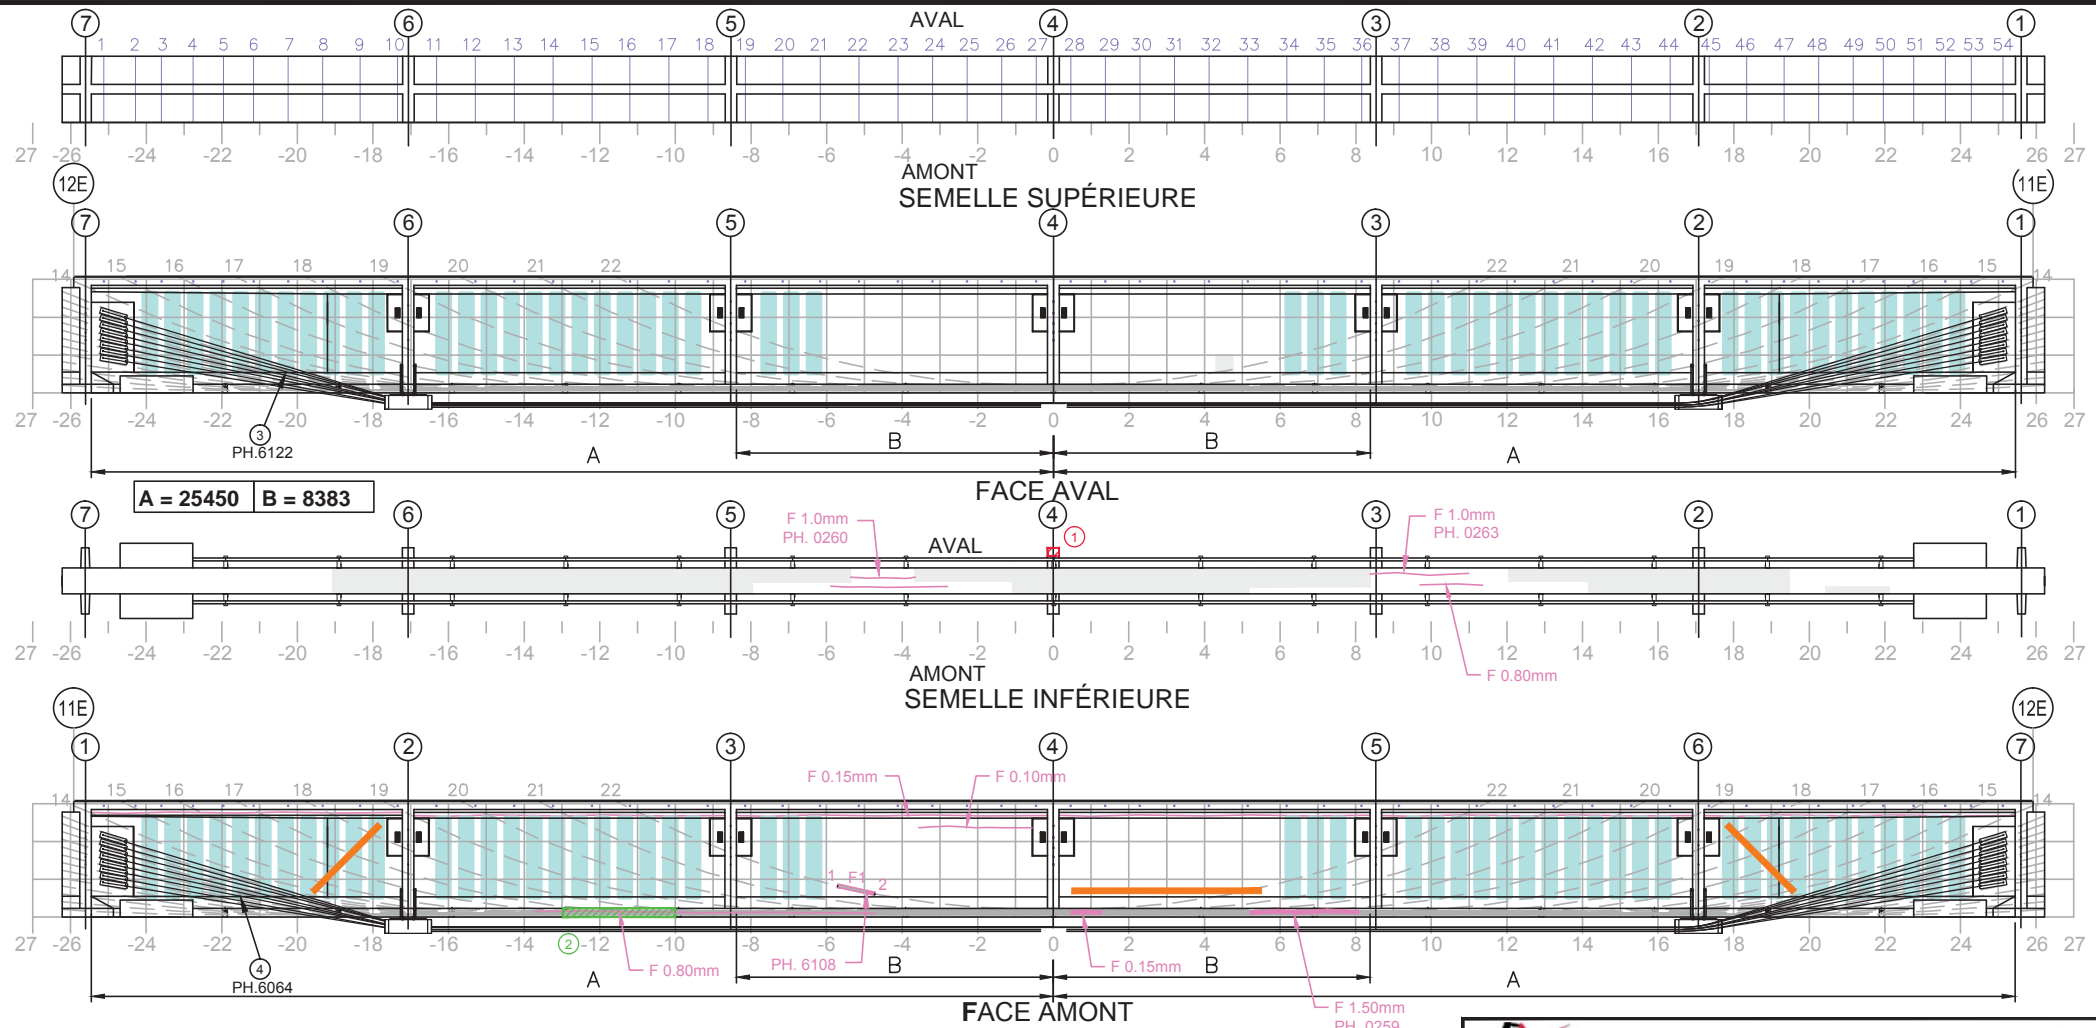 AVAL
7 6 5 4 3 2 1
1 2 3 4 5 6 7 8 9 10 11 12 13 14 15 16 17 18 19 20 21 22 23 24 25 26 27 28 29 30 31 32 33 34 35 36 37 38 39 40 41 42 43 44 45 46 47 48 49 50 51 52 53 54
27 -26 -24 -22 -20 -18 -16 -14 -12 -10 -8 -6 -4 -2 0 2 4 6 8 10 12 14 16 18 20 22 24 26 27
AMONT
SEMELLE SUPÉRIEURE
12E 11E
7 6 5 4 3 2 1
14 15 16 17 18 19 20 21 22 22 21 20 19 18 17 16 15 14
27 -26 -24 -22 -20 -18 -16 -14 -12 -10 -8 -6 -4 -2 0 2 4 6 8 10 12 14 16 18 20 22 24 26 27
3
PH.6122
B B
A A
FACE AVAL
A = 25450 B = 8383
7 6 5 4 3 2 1
F 1.0mm
PH. 0260
AVAL
1
F 1.0mm
PH. 0263
27 -26 -24 -22 -20 -18 -16 -14 -12 -10 -8 -6 -4 -2 0 2 4 6 8 10 12 14 16 18 20 22 24 26 27
F 0.80mm
AMONT
SEMELLE INFÉRIEURE
11E 12E
1 2 3 4 5 6 7
F 0.15mm F 0.10mm
14 15 16 17 18 19 20 21 22 22 21 20 19 18 17 16 15 14
1 F1 2
27 -26 -24 -22 -20 -18 -16 -14 -12 -10 -8 -6 -4 -2 0 2 4 6 8 10 12 14 16 18 20 22 24 26 27
2
4
PH.6064
F 0.80mm
PH. 6108
F 0.15mm
B B
A A
F 1.50mm
PH. 0259
FACE AMONT